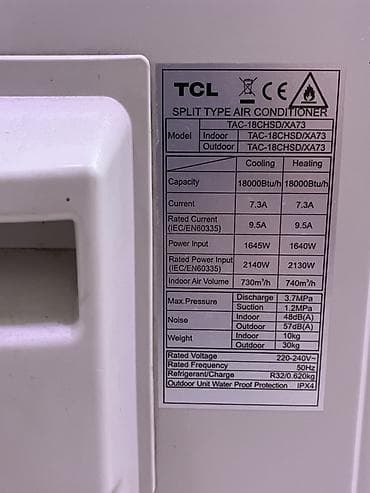 TCL CE
SPLIT TYPE AIR CONDITIONER
Model TAC-18CHSD/XA73
Indoor TAC-18CHSD/XA73
Outdoor TAC-18CHSD/XA73
Cooling Heating
Capacity 18000Btu/h 18000Btu/h
Current 7.3A 7.3A
Rated Current (IEC/EN60335) 9.5A 9.5A
Power Input 1645W 1640W
Rated Power Input (IEC/EN60335) 2140W 2130W
Indoor Air Volume 730m³/h 740m³/h
Max.Pressure Discharge 3.7MPa
Suction 1.2MPa
Noise Indoor 48dB(A)
Outdoor 57dB(A)
Weight Indoor 10kg
Outdoor 30kg
Rated Voltage 220-240V~
Rated Frequency 50Hz
Refrigerant/Charge R32/0.620kg
Outdoor Unit Water Proof Protection IPX4